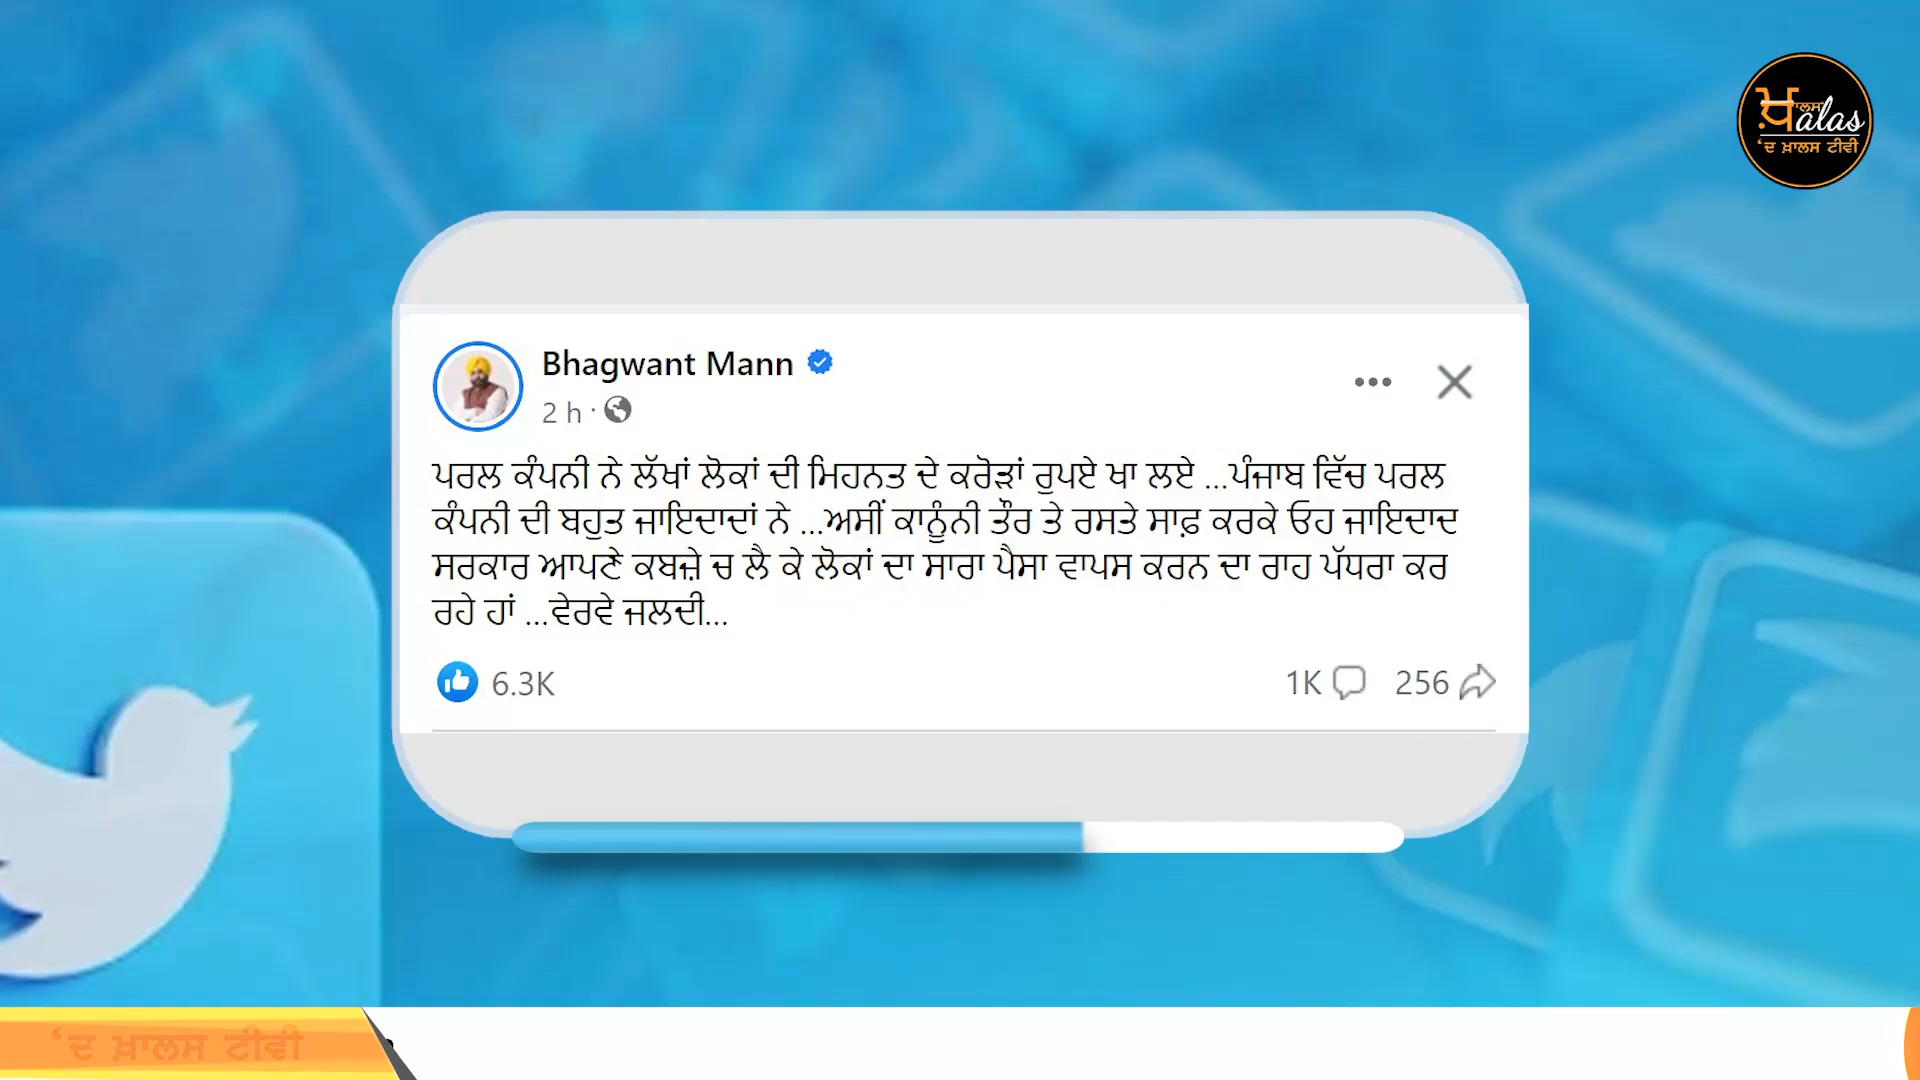 ਖ਼ਾਲਸ
alas
‘ਦ ਖ਼ਾਲਸ ਟੀਵੀ
Bhagwant Mann
2 h ·
ਪਰਲ ਕੰਪਨੀ ਨੇ ਲੱਖਾਂ ਲੋਕਾਂ ਦੀ ਮਿਹਨਤ ਦੇ ਕਰੋੜਾਂ ਰੁਪਏ ਖਾ ਲਏ ...ਪੰਜਾਬ ਵਿੱਚ ਪਰਲ
ਕੰਪਨੀ ਦੀ ਬਹੁਤ ਜਾਇਦਾਦਾਂ ਨੇ ...ਅਸੀਂ ਕਾਨੂੰਨੀ ਤੌਰ ਤੇ ਰਸਤੇ ਸਾਫ਼ ਕਰਕੇ ਓਹ ਜਾਇਦਾਦ
ਸਰਕਾਰ ਆਪਣੇ ਕਬਜ਼ੇ ਚ ਲੈ ਕੇ ਲੋਕਾਂ ਦਾ ਸਾਰਾ ਪੈਸਾ ਵਾਪਸ ਕਰਨ ਦਾ ਰਾਹ ਪੱਧਰਾ ਕਰ
ਰਹੇ ਹਾਂ ...ਵੇਰਵੇ ਜਲਦੀ...
6.3K 1K 256
‘ਦ ਖ਼ਾਲਸ ਟੀਵੀ